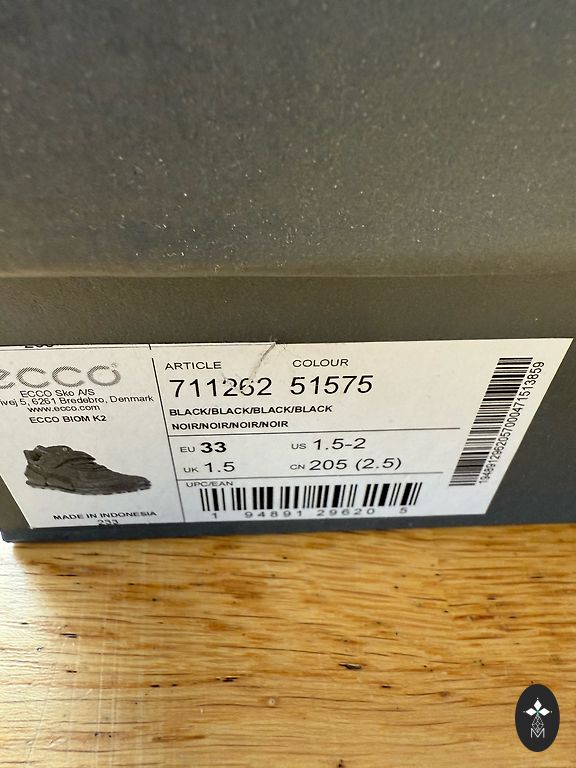 ecco
ECCO Sko A/S
5, 6261 Bredebro, Denmark
www.ecco.com
ECCO BIOM K2
MADE IN INDONESIA
233
ARTICLE COLOUR
711262 51575
BLACK/BLACK/BLACK/BLACK
NOIR/NOIR/NOIR/NOIR
EU 33 US 1.5-2
UK 1.5 CN 205 (2.5)
UPC/EAN
1 94891 29620 5
1948912962057000471513859
M